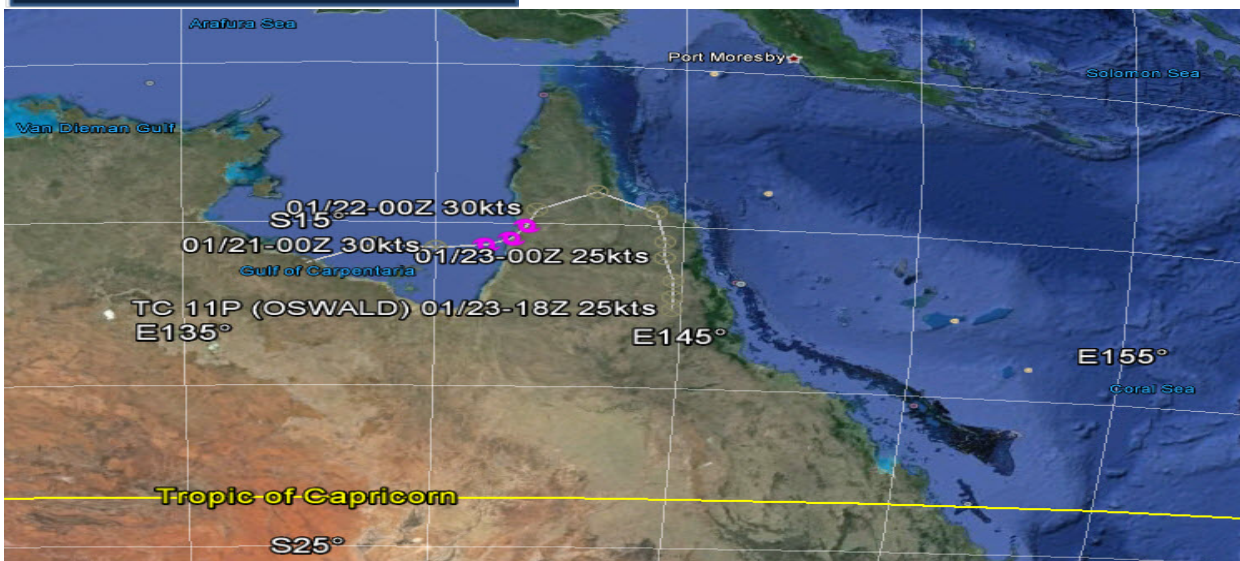 Arafura Sea
Port Moresby
Solomon Sea
Van Dieman Gulf
01/22-00Z 30kts
S15°
01/21-00Z 30kts
01/23-00Z 25kts
Gulf of Carpentaria
TC 11P (OSWALD) 01/23-18Z 25kts
E135°
E145°
E155°
Coral Sea
Tropic of Capricorn
S25°